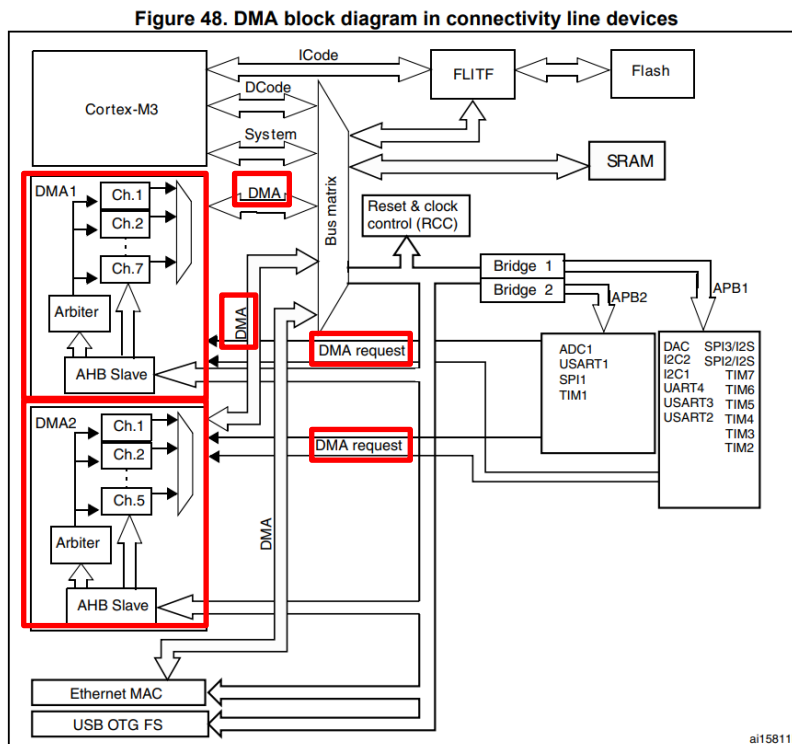 Figure 48. DMA block diagram in connectivity line devices
ICode
Cortex-M3
FLITF
Flash
DCode
System
SRAM
Bus matrix
DMA1
Ch.1
Ch.2
Ch.7
Arbiter
AHB Slave
DMA
Reset & clock
control (RCC)
Bridge 1
Bridge 2
APB2
APB1
DMA
DMA request
ADC1
USART1
SPI1
TIM1
DAC
I2C2
I2C1
UART4
USART3
USART2
SPI3/I2S
SPI2/I2S
TIM7
TIM6
TIM5
TIM4
TIM3
TIM2
DMA2
Ch.1
Ch.2
Ch.5
Arbiter
AHB Slave
DMA request
DMA
Ethernet MAC
USB OTG FS
ai15811